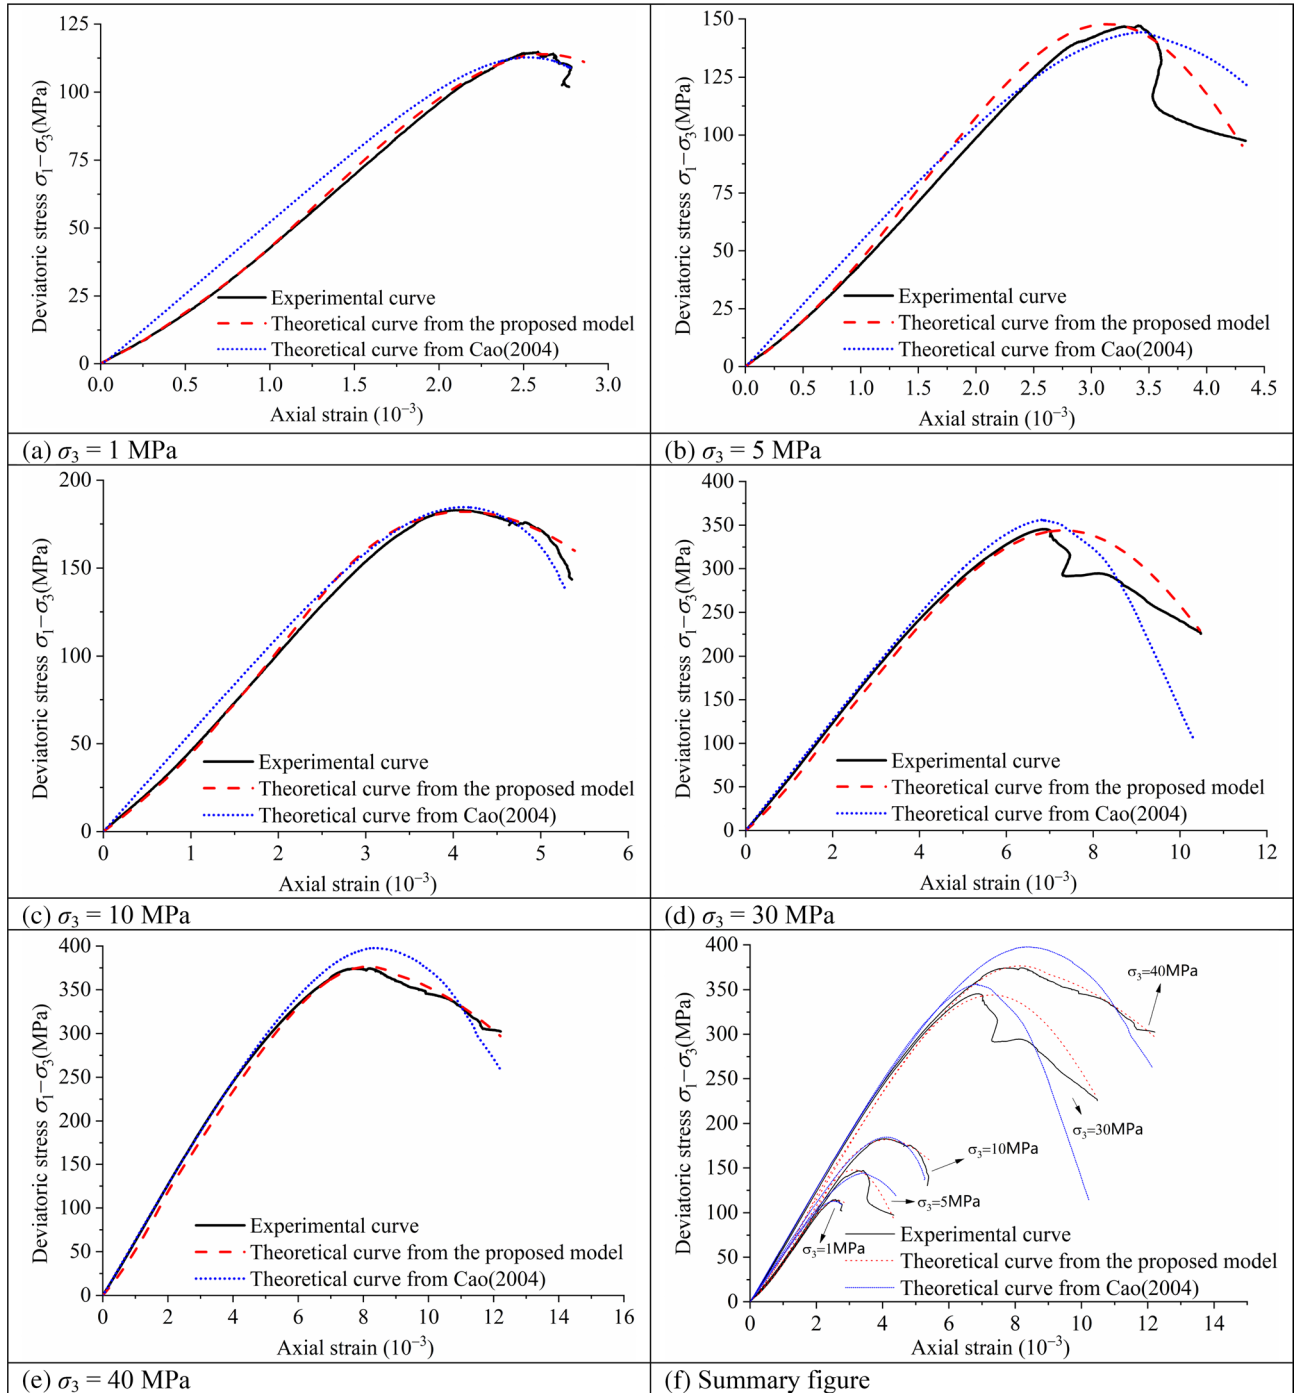 125
100
75
50
25
0
Deviatoric stress σ1−σ3(MPa)
Experimental curve
Theoretical curve from the proposed model
Theoretical curve from Cao(2004)
0.0 0.5 1.0 1.5 2.0 2.5 3.0
Axial strain (10−3)
(a) σ3 = 1 MPa
150
125
100
75
50
25
0
Deviatoric stress σ1−σ3(MPa)
Experimental curve
Theoretical curve from the proposed model
Theoretical curve from Cao(2004)
0.0 0.5 1.0 1.5 2.0 2.5 3.0 3.5 4.0 4.5
Axial strain (10−3)
(b) σ3 = 5 MPa
200
150
100
50
0
Deviatoric stress σ1−σ3(MPa)
Experimental curve
Theoretical curve from the proposed model
Theoretical curve from Cao(2004)
0 1 2 3 4 5 6
Axial strain (10−3)
(c) σ3 = 10 MPa
400
350
300
250
200
150
100
50
0
Deviatoric stress σ1−σ3(MPa)
Experimental curve
Theoretical curve from the proposed model
Theoretical curve from Cao(2004)
0 2 4 6 8 10 12
Axial strain (10−3)
(d) σ3 = 30 MPa
400
350
300
250
200
150
100
50
0
Deviatoric stress σ1−σ3(MPa)
Experimental curve
Theoretical curve from the proposed model
Theoretical curve from Cao(2004)
0 2 4 6 8 10 12 14 16
Axial strain (10−3)
(e) σ3 = 40 MPa
400
350
300
250
200
150
100
50
0
Deviatoric stress σ1−σ3(MPa)
σ3=40MPa
σ3=30MPa
σ3=10MPa
σ3=5MPa
σ3=1MPa
Experimental curve
Theoretical curve from the proposed model
Theoretical curve from Cao(2004)
0 2 4 6 8 10 12 14
Axial strain (10−3)
(f) Summary figure